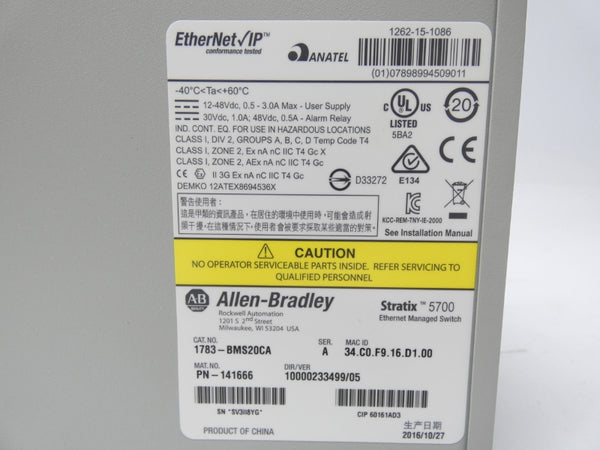 EtherNet/IP™
conformance tested
ANATEL
1262-15-1086
(01)07898994509011
-40°C<Ta<+60°C
12-48Vdc, 0.5 - 3.0A Max - User Supply
30Vdc, 1.0A; 48Vdc, 0.5A - Alarm Relay
IND. CONT. EQ. FOR USE IN HAZARDOUS LOCATIONS
CLASS I, DIV 2, GROUPS A, B, C, D Temp Code T4
CLASS I, ZONE 2, Ex nA nC IIC T4 Gc X
CLASS I, ZONE 2, AEx nA nC IIC T4 Gc
Ex II 3G Ex nA nC IIC T4 Gc
DEMKO 12ATEX8694536X
C UL US
LISTED
5BA2
20
CE
D33272
E134
KCC-REM-TNY-IE-2000
See Installation Manual
警告使用者:
這是甲類的資訊產品，在居住的環境中使用時，可能會造成射
頻干擾，在這種情況下，使用者會被要求採取某些適當的對策。
CAUTION
NO OPERATOR SERVICEABLE PARTS INSIDE. REFER SERVICING TO
QUALIFIED PERSONNEL
AB Allen-Bradley
Rockwell Automation
1201 S 2nd Street
Milwaukee, WI 53204 USA
Stratix™ 5700
Ethernet Managed Switch
CAT. NO. SER. MAC ID
1783-BMS20CA A 34.C0.F9.16.D1.00
MAT. NO. DIR/VER
PN-141666 10000233499/05
SN "SV3II8YG" CIP 60161AD3
PRODUCT OF CHINA
生产日期
2016/10/27